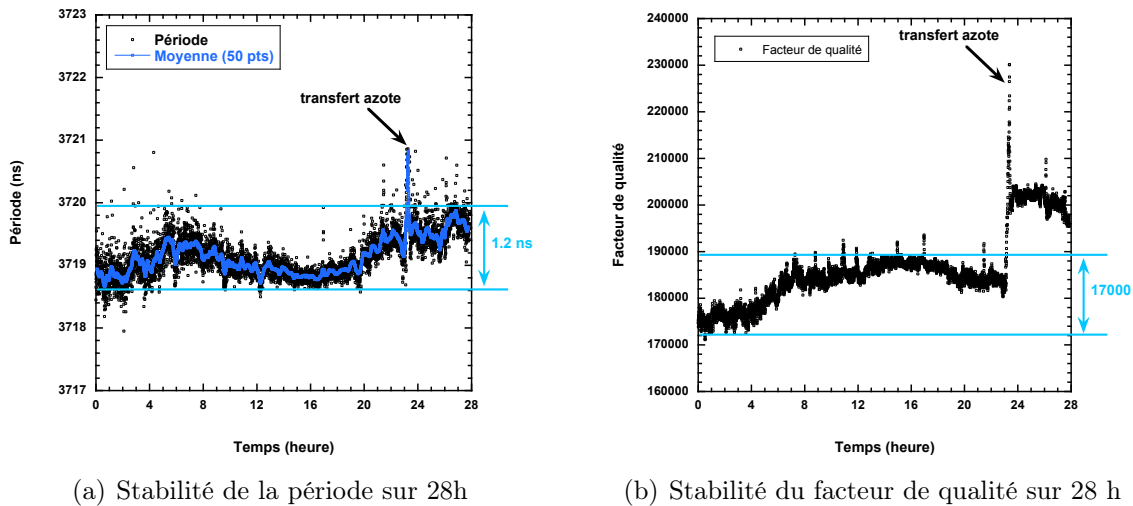 3723
3722
3721
3720
3719
3718
3717
Période (ns)
Période
Moyenne (50 pts)
transfert azote
1.2 ns
0 4 8 12 16 20 24 28
Temps (heure)
(a) Stabilité de la période sur 28h
240000
230000
220000
210000
200000
190000
180000
170000
160000
Facteur de qualité
Facteur de qualité
transfert azote
17000
0 4 8 12 16 20 24 28
Temps (heure)
(b) Stabilité du facteur de qualité sur 28 h